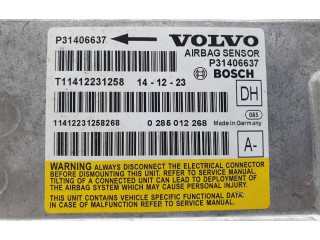 P31406637
VOLVO
AIRBAG SENSOR
P31406637
T11412231258 14-12-23
BOSCH
DH
065
11412231258268 0 285 012 268 Made in Germany
A-
WARNING: ALWAYS DISCONNECT THE ELECTRICAL CONNECTOR
BEFORE DISMOUNTING THIS UNIT. REFER TO SERVICE MANUAL.
TILTING OF A CONNECTED UNIT CAN LEAD TO DEPLOYMENT OF
THE AIRBAG SYSTEM WHICH MAY CAUSE PERSONAL INJURY.
THIS UNIT CONTAINS VEHICLE SPECIFIC FUNCTIONS/DATA.
IN CASE OF MALFUNCTION REFER TO SERVICE MANUAL.